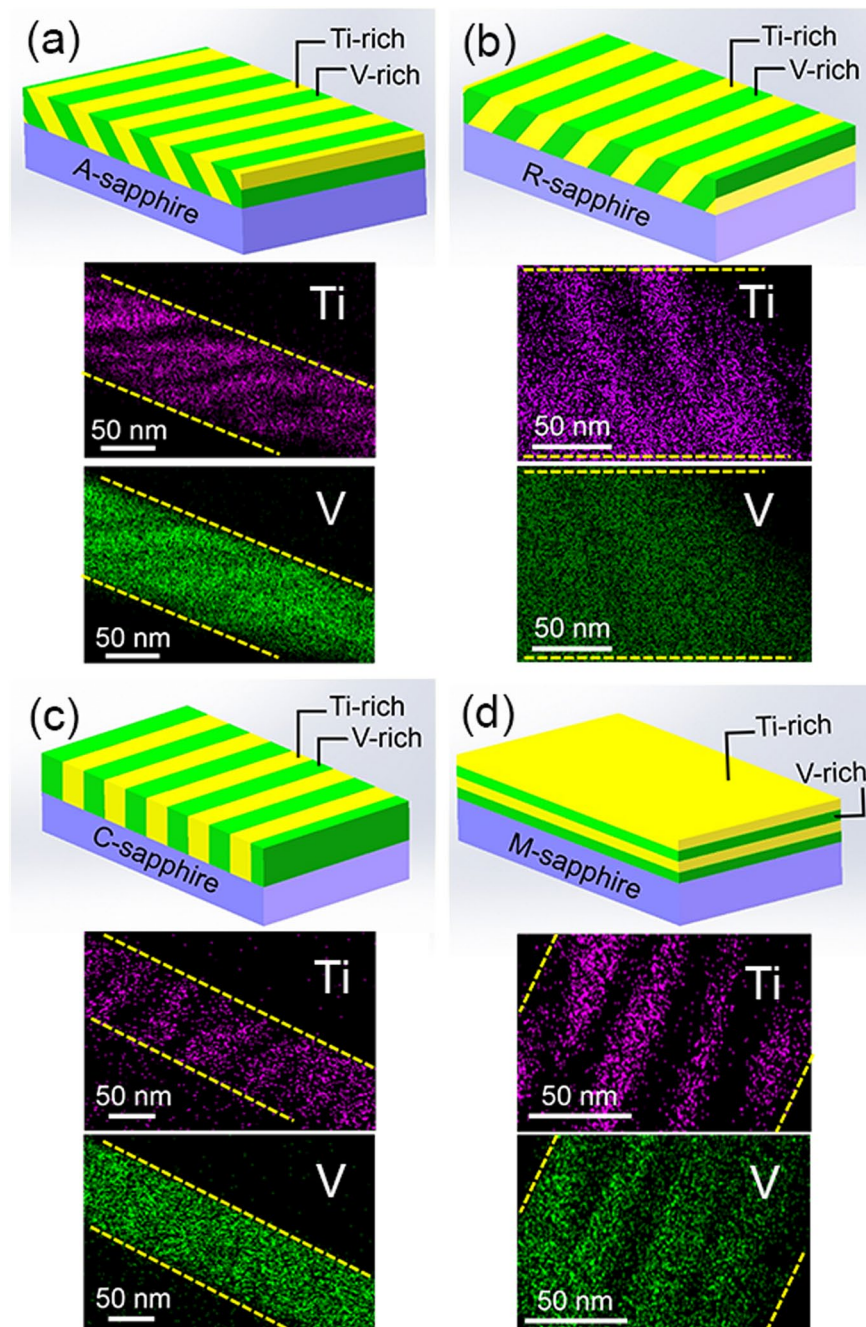 (a)
Ti-rich
V-rich
A-sapphire
Ti
50 nm
V
50 nm
(b)
Ti-rich
V-rich
R-sapphire
Ti
50 nm
V
50 nm
(c)
Ti-rich
V-rich
C-sapphire
Ti
50 nm
V
50 nm
(d)
Ti-rich
V-rich
M-sapphire
Ti
50 nm
V
50 nm